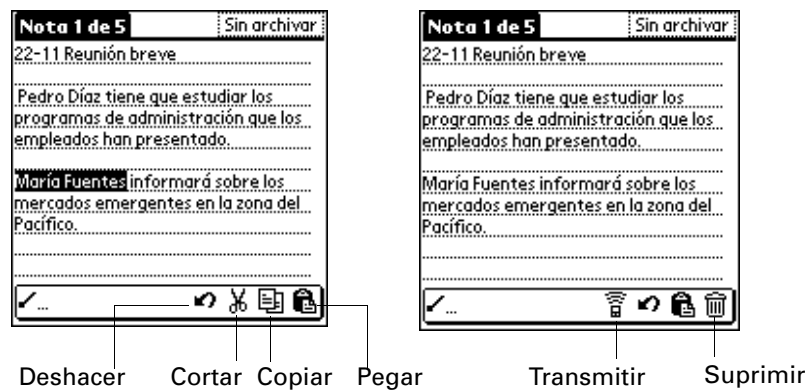 Nota 1 de 5 Sin archivar
22-11 Reunión breve
Pedro Díaz tiene que estudiar los
programas de administración que los
empleados han presentado.
María Fuentes informará sobre los
mercados emergentes en la zona del
Pacífico.
...
Deshacer Cortar Copiar Pegar
Nota 1 de 5 Sin archivar
22-11 Reunión breve
Pedro Díaz tiene que estudiar los
programas de administración que los
empleados han presentado.
María Fuentes informará sobre los
mercados emergentes en la zona del
Pacífico.
...
Transmitir Suprimir